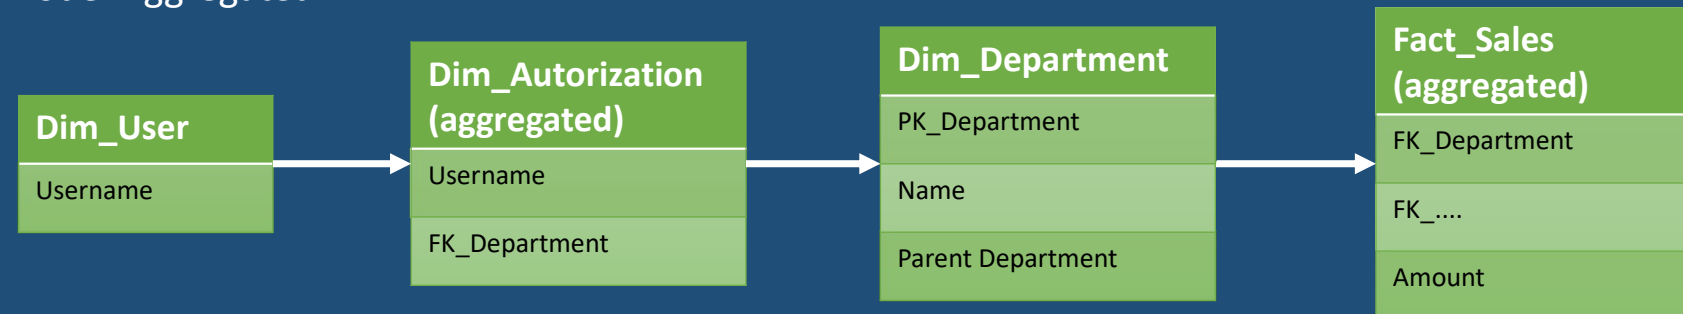 Dim_User
Username
Dim_Autorization
(aggregated)
Username
FK_Department
Dim_Department
PK_Department
Name
Parent Department
Fact_Sales
(aggregated)
FK_Department
FK_....
Amount